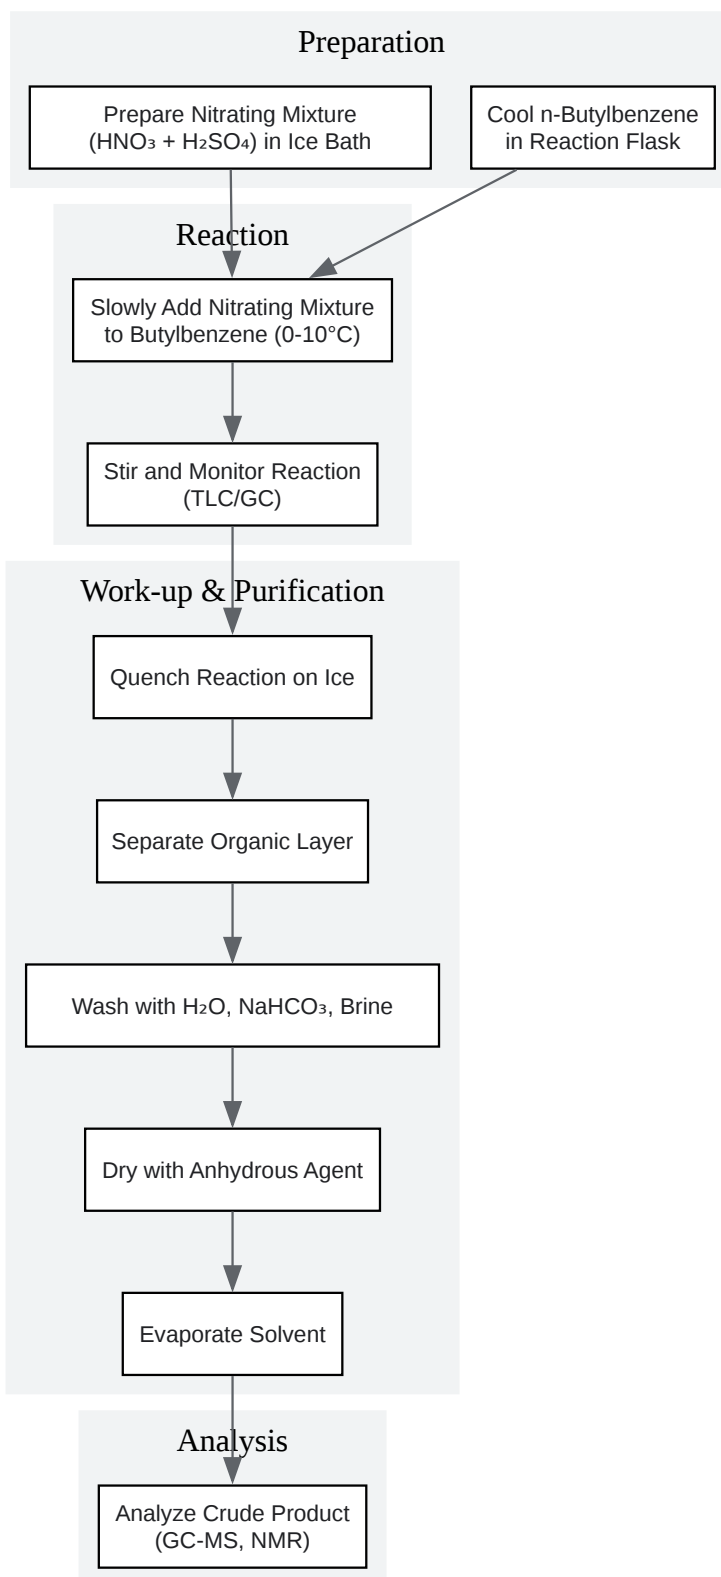 Preparation
Prepare Nitrating Mixture
(HNO₃ + H₂SO₄) in Ice Bath
Cool n-Butylbenzene
in Reaction Flask
Reaction
Slowly Add Nitrating Mixture
to Butylbenzene (0-10°C)
Stir and Monitor Reaction
(TLC/GC)
Work-up & Purification
Quench Reaction on Ice
Separate Organic Layer
Wash with H₂O, NaHCO₃, Brine
Dry with Anhydrous Agent
Evaporate Solvent
Analysis
Analyze Crude Product
(GC-MS, NMR)